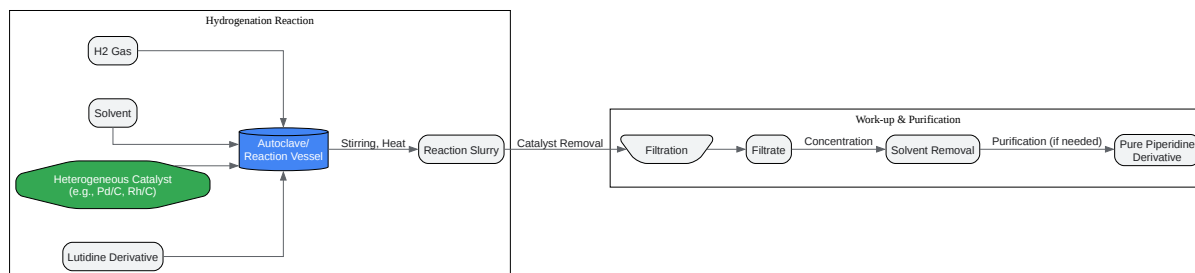 Hydrogenation Reaction
H2 Gas
Solvent
Heterogeneous Catalyst
(e.g., Pd/C, Rh/C)
Lutidine Derivative
Autoclave/
Reaction Vessel
Stirring, Heat
Reaction Slurry
Catalyst Removal
Work-up & Purification
Filtration
Filtrate
Concentration
Solvent Removal
Purification (if needed)
Pure Piperidine
Derivative